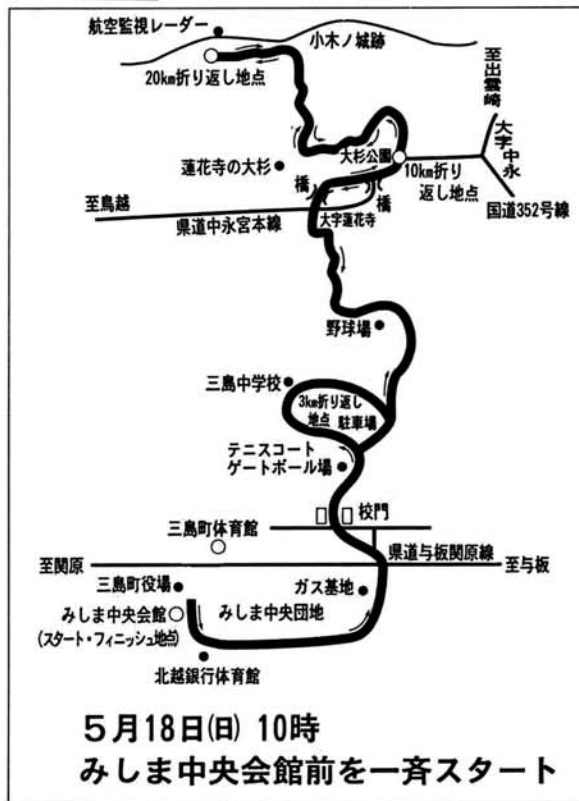 航空監視レーダー
小木ノ城跡
20km折り返し地点
至出雲崎
大字中永
大杉公園
蓮花寺の大杉
10km折り
返し地点
橋
橋
至鳥越
国道352号線
県道中永宮本線
大字蓮花寺
野球場
三島中学校
3km折り返し
地点
駐車場
テニスコート
ゲートボール場
校門
三島町体育館
県道与板関原線
至関原
至与板
三島町役場
ガス基地
みしま中央会館
みしま中央団地
(スタート・フィニッシュ地点)
北越銀行体育館
5月18日(日) 10時
みしま中央会館前を一斉スタート